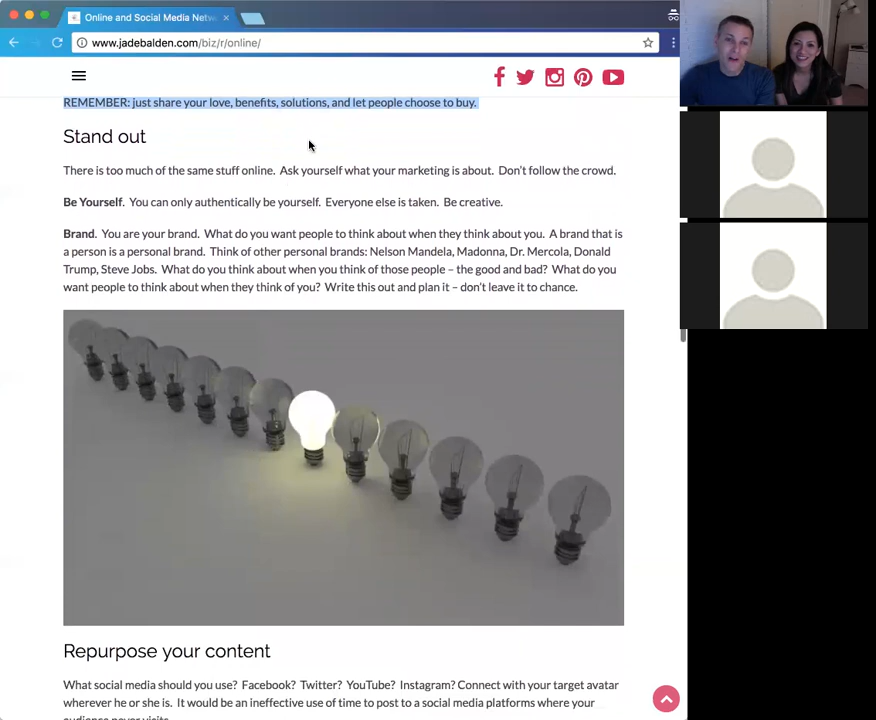 Online and Social Media Netw
www.jadebalden.com/biz/r/online/
REMEMBER: just share your love, benefits, solutions, and let people choose to buy.
Stand out
There is too much of the same stuff online. Ask yourself what your marketing is about. Don't follow the crowd.
Be Yourself. You can only authentically be yourself. Everyone else is taken. Be creative.
Brand. You are your brand. What do you want people to think about when they think about you. A brand that is
a person is a personal brand. Think of other personal brands: Nelson Mandela, Madonna, Dr. Mercola, Donald
Trump, Steve Jobs. What do you think about when you think of those people – the good and bad? What do you
want people to think about when they think of you? Write this out and plan it – don't leave it to chance.
Repurpose your content
What social media should you use? Facebook? Twitter? YouTube? Instagram? Connect with your target avatar
wherever he or she is. It would be an ineffective use of time to post to a social media platforms where your
audience never visits.